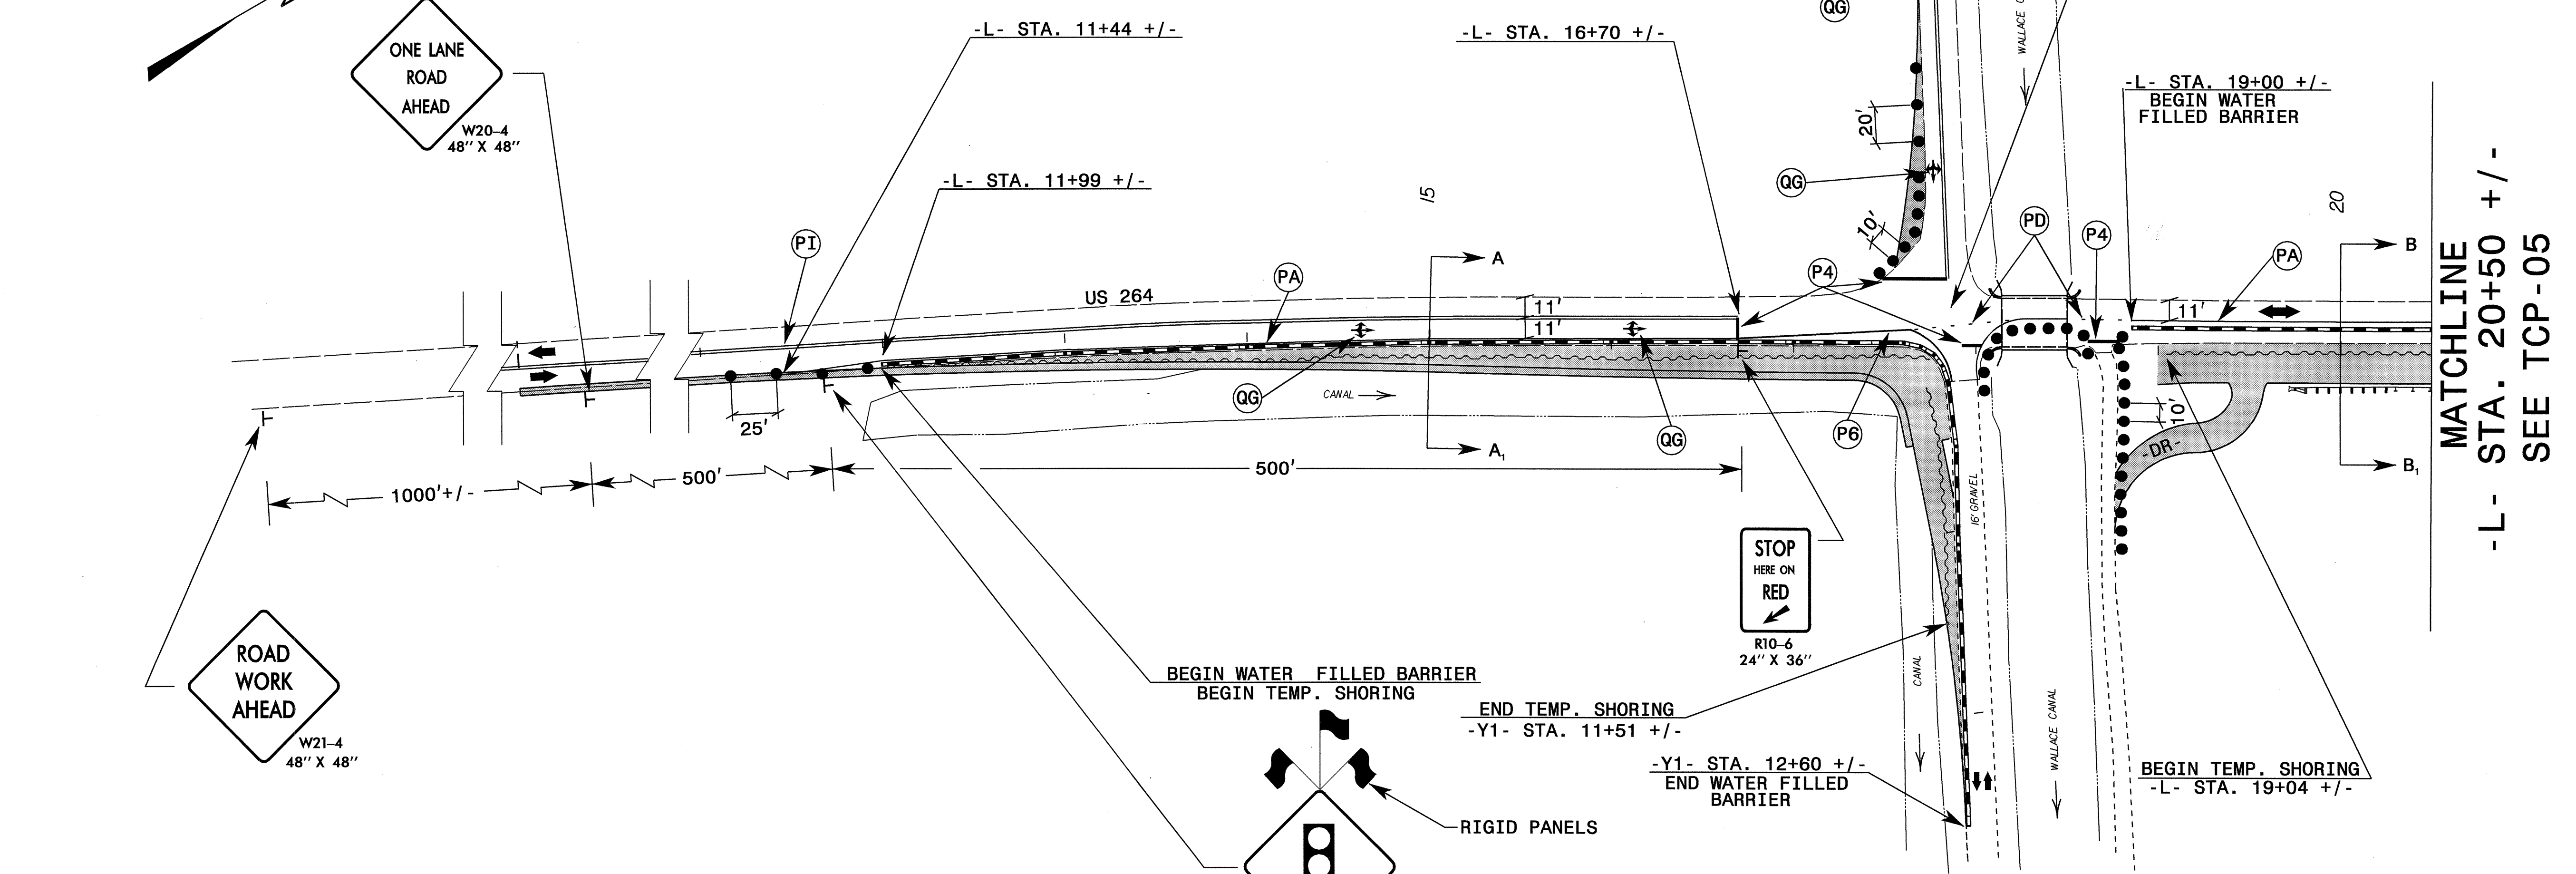 ONE LANE
ROAD
AHEAD
W20-4
48" X 48"
-L- STA. 11+44 +/-
-L- STA. 11+99 +/-
-L- STA. 16+70 +/-
QG
WALLACE
-L- STA. 19+00 +/-
BEGIN WATER
FILLED BARRIER
20'
QG
10'
15
20
PI
PA
A
P4
PD
P4
PA
B
US 264
11'
11'
11'
MATCHLINE
-L- STA. 20+50 +/-
SEE TCP-05
25'
QG
CANAL
A1
QG
P6
10'
-DR-
B1
1000'+/-
500'
500'
16' GRAVEL
STOP
HERE ON
RED
R10-6
24" X 36"
ROAD
WORK
AHEAD
W21-4
48" X 48"
BEGIN WATER FILLED BARRIER
BEGIN TEMP. SHORING
END TEMP. SHORING
-Y1- STA. 11+51 +/-
CANAL
WALLACE CANAL
-Y1- STA. 12+60 +/-
END WATER FILLED
BARRIER
BEGIN TEMP. SHORING
-L- STA. 19+04 +/-
RIGID PANELS